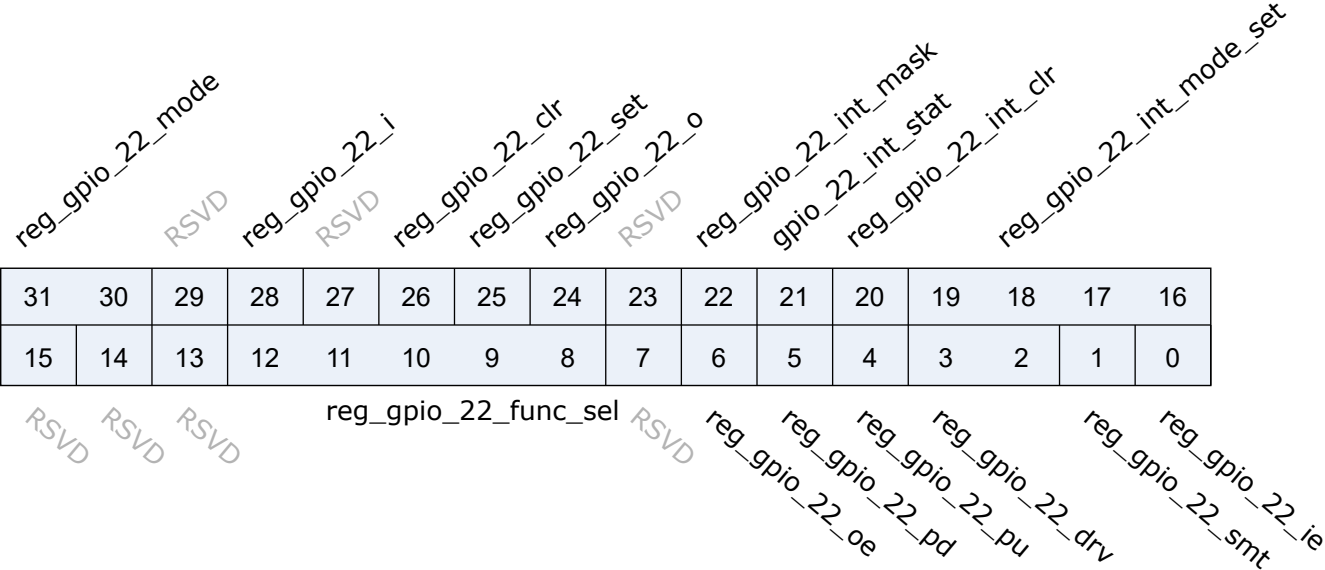 reg_gpio_22_mode
RSVD
reg_gpio_22_i
RSVD
reg_gpio_22_clr
reg_gpio_22_set
reg_gpio_22_o
RSVD
reg_gpio_22_int_mask
gpio_22_int_stat
reg_gpio_22_int_clr
reg_gpio_22_int_mode_set
31 30 29 28 27 26 25 24 23 22 21 20 19 18 17 16
15 14 13 12 11 10 9 8 7 6 5 4 3 2 1 0
RSVD
RSVD
RSVD
reg_gpio_22_func_sel
RSVD
reg_gpio_22_oe
reg_gpio_22_pd
reg_gpio_22_pu
reg_gpio_22_drv
reg_gpio_22_smt
reg_gpio_22_ie